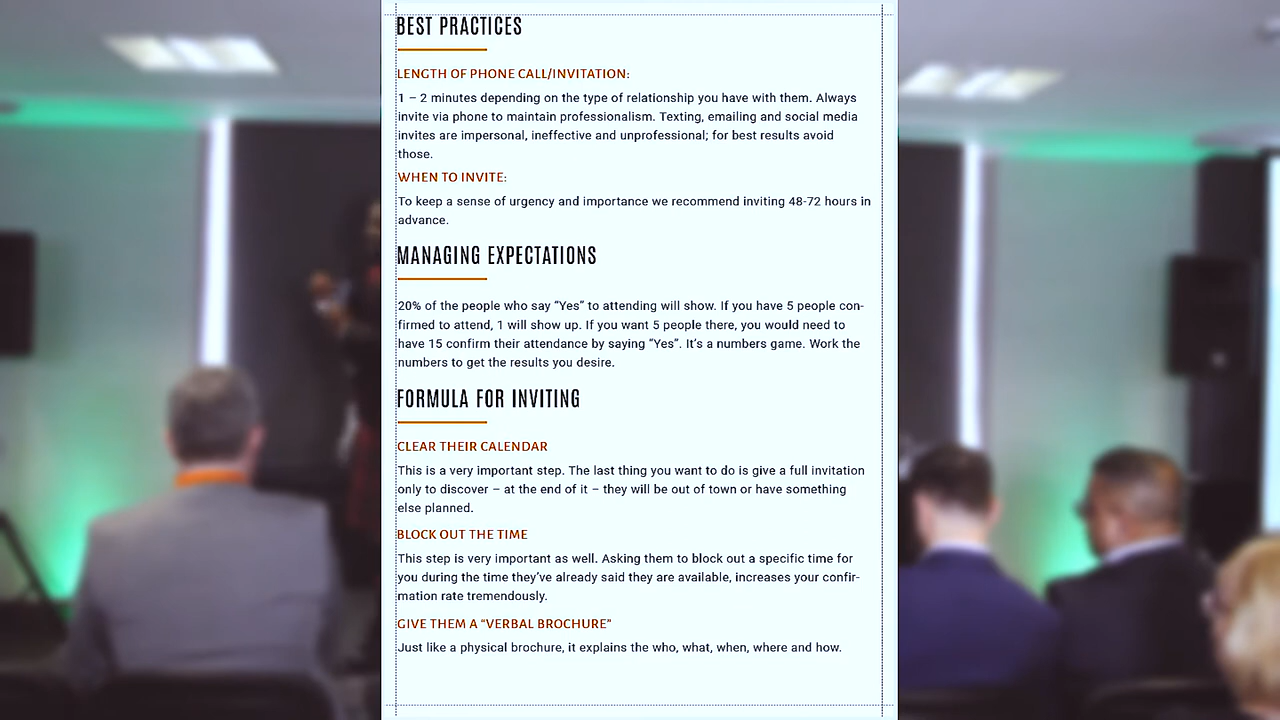 BEST PRACTICES
LENGTH OF PHONE CALL/INVITATION:
1 – 2 minutes depending on the type of relationship you have with them. Always
invite via phone to maintain professionalism. Texting, emailing and social media
invites are impersonal, ineffective and unprofessional; for best results avoid
those.
WHEN TO INVITE:
To keep a sense of urgency and importance we recommend inviting 48-72 hours in
advance.
MANAGING EXPECTATIONS
20% of the people who say “Yes” to attending will show. If you have 5 people con-
firmed to attend, 1 will show up. If you want 5 people there, you would need to
have 15 confirm their attendance by saying “Yes”. It’s a numbers game. Work the
numbers to get the results you desire.
FORMULA FOR INVITING
CLEAR THEIR CALENDAR
This is a very important step. The last thing you want to do is give a full invitation
only to discover – at the end of it – they will be out of town or have something
else planned.
BLOCK OUT THE TIME
This step is very important as well. Asking them to block out a specific time for
you during the time they’ve already said they are available, increases your confir-
mation rate tremendously.
GIVE THEM A “VERBAL BROCHURE”
Just like a physical brochure, it explains the who, what, when, where and how.